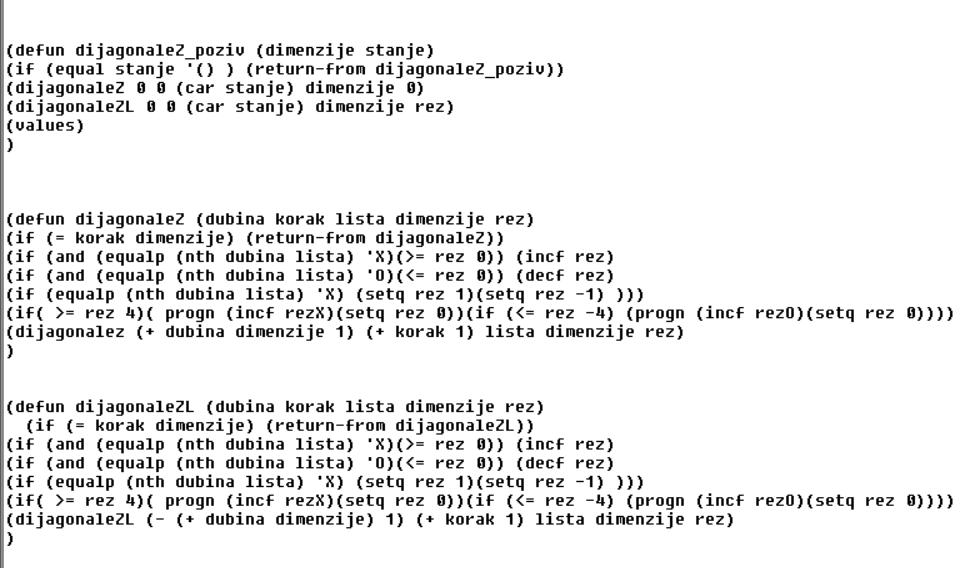 (defun dijagonaleZ_poziv (dimenzije stanje)
(if (equal stanje '() ) (return-from dijagonaleZ_poziv))
(dijagonaleZ 0 0 (car stanje) dimenzije 0)
(dijagonaleZL 0 0 (car stanje) dimenzije rez)
(values)
)
(defun dijagonaleZ (dubina korak lista dimenzije rez)
(if (= korak dimenzije) (return-from dijagonaleZ))
(if (and (equalp (nth dubina lista) 'X)(>= rez 0)) (incf rez)
(if (and (equalp (nth dubina lista) 'O)(<= rez 0)) (decf rez)
(if (equalp (nth dubina lista) 'X) (setq rez 1)(setq rez -1) )))
(if( >= rez 4)( progn (incf rezX)(setq rez 0))(if (<= rez -4) (progn (incf rezO)(setq rez 0))))
(dijagonalez (+ dubina dimenzije 1) (+ korak 1) lista dimenzije rez)
)
(defun dijagonaleZL (dubina korak lista dimenzije rez)
(if (= korak dimenzije) (return-from dijagonaleZL))
(if (and (equalp (nth dubina lista) 'X)(>= rez 0)) (incf rez)
(if (and (equalp (nth dubina lista) 'O)(<= rez 0)) (decf rez)
(if (equalp (nth dubina lista) 'X) (setq rez 1)(setq rez -1) )))
(if( >= rez 4)( progn (incf rezX)(setq rez 0))(if (<= rez -4) (progn (incf rezO)(setq rez 0))))
(dijagonaleZL (- (+ dubina dimenzije) 1) (+ korak 1) lista dimenzije rez)
)